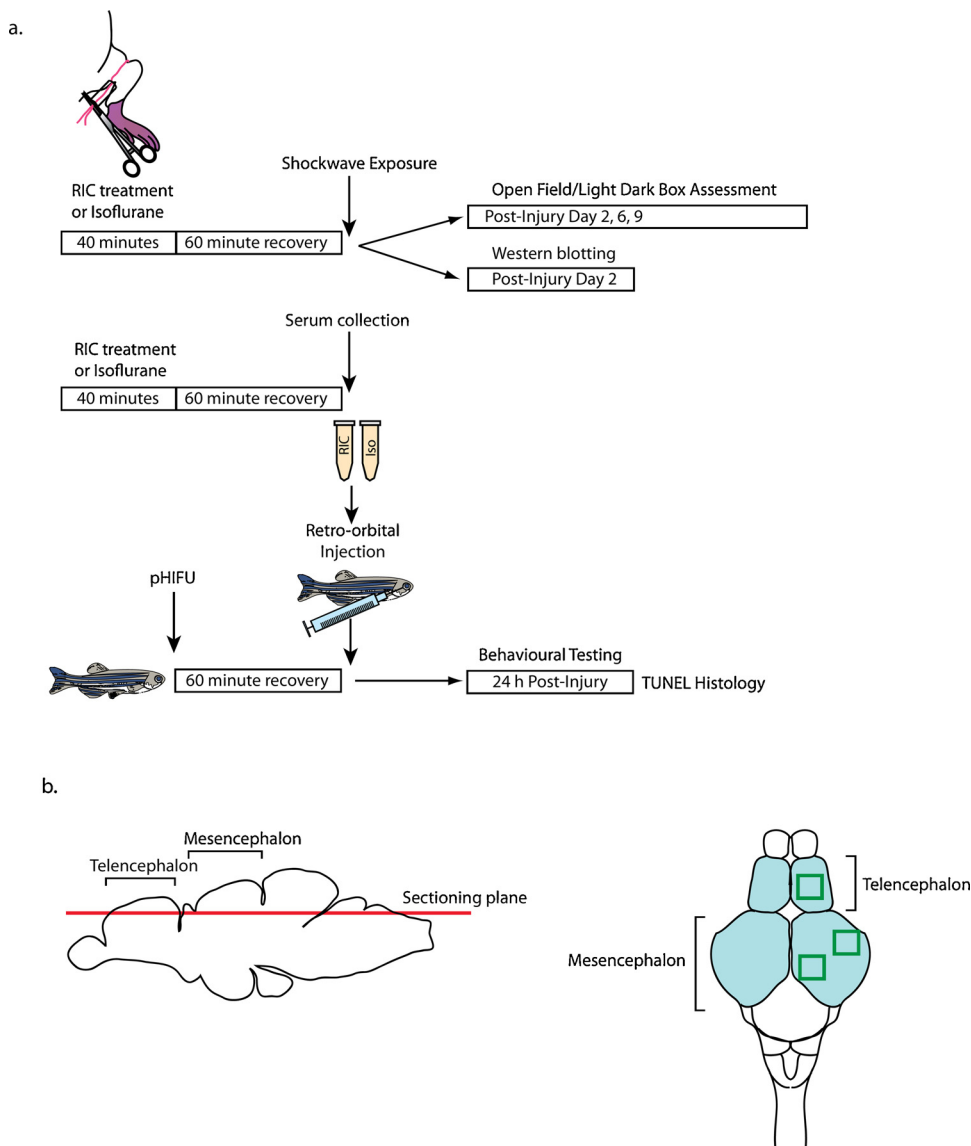 a.
Shockwave Exposure
RIC treatment
or Isoflurane
40 minutes
60 minute recovery
Open Field/Light Dark Box Assessment
Post-Injury Day 2, 6, 9
Western blotting
Post-Injury Day 2
Serum collection
RIC treatment
or Isoflurane
40 minutes
60 minute recovery
RIC
Iso
Retro-orbital
Injection
pHIFU
60 minute recovery
Behavioural Testing
24 h Post-Injury
TUNEL Histology
b.
Mesencephalon
Telencephalon
Sectioning plane
Telencephalon
Mesencephalon